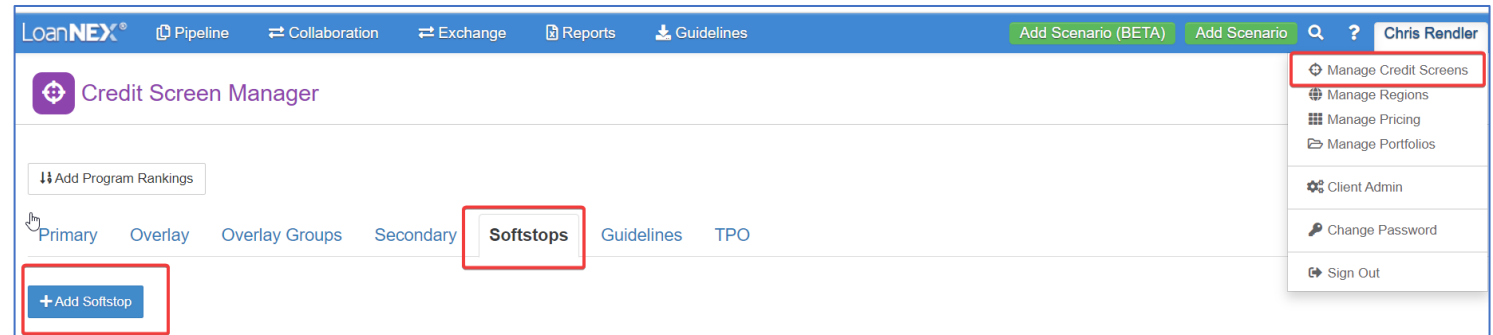 LoanNEX® Pipeline Collaboration Exchange Reports Guidelines Add Scenario (BETA) Add Scenario ? Chris Rendler
Manage Credit Screens
Manage Regions
Manage Pricing
Manage Portfolios
Client Admin
Change Password
Sign Out
Credit Screen Manager
Add Program Rankings
Primary Overlay Overlay Groups Secondary Softstops Guidelines TPO
+Add Softstop